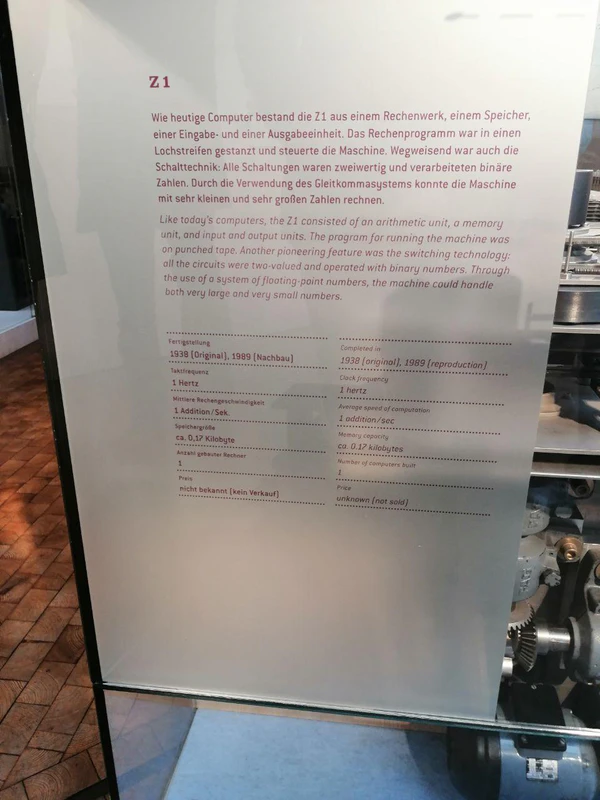 Z1
Wie heutige Computer bestand die Z1 aus einem Rechenwerk, einem Speicher,
einer Eingabe- und einer Ausgabeeinheit. Das Rechenprogramm war in einen
Lochstreifen gestanzt und steuerte die Maschine. Wegweisend war auch die
Schalttechnik: Alle Schaltungen waren zweiwertig und verarbeiteten binäre
Zahlen. Durch die Verwendung des Gleitkommasystems konnte die Maschine
mit sehr kleinen und sehr großen Zahlen rechnen.
Like today's computers, the Z1 consisted of an arithmetic unit, a memory
unit, and input and output units. The program for running the machine was
on punched tape. Another pioneering feature was the switching technology:
all the circuits were two-valued and operated with binary numbers. Through
the use of a system of floating-point numbers, the machine could handle
both very large and very small numbers.
Fertigstellung
1938 (Original), 1989 (Nachbau)
Taktfrequenz
1 Hertz
Mittlere Rechengeschwindigkeit
1 Addition/Sek.
Speichergröße
ca. 0,17 Kilobyte
Anzahl gebauter Rechner
1
Preis
nicht bekannt (kein Verkauf)
Completed in
1938 (original), 1989 (reproduction)
Clock frequency
1 hertz
Average speed of computation
1 addition/sec
Memory capacity
ca. 0.17 kilobytes
Number of computers built
1
Price
unknown (not sold)